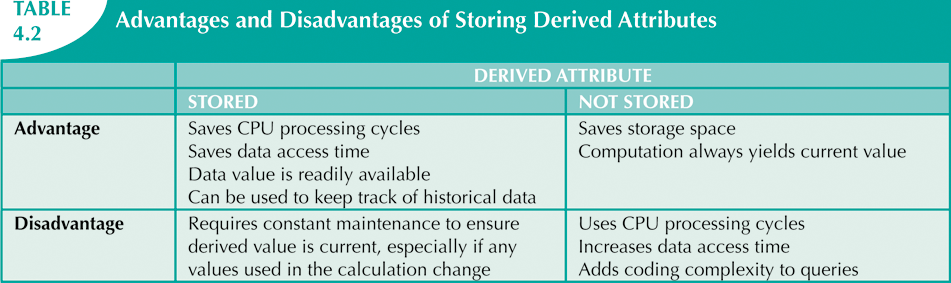 TABLE
4.2
Advantages and Disadvantages of Storing Derived Attributes
DERIVED ATTRIBUTE
STORED
NOT STORED
Advantage
Saves CPU processing cycles
Saves data access time
Data value is readily available
Can be used to keep track of historical data
Saves storage space
Computation always yields current value
Disadvantage
Requires constant maintenance to ensure
derived value is current, especially if any
values used in the calculation change
Uses CPU processing cycles
Increases data access time
Adds coding complexity to queries